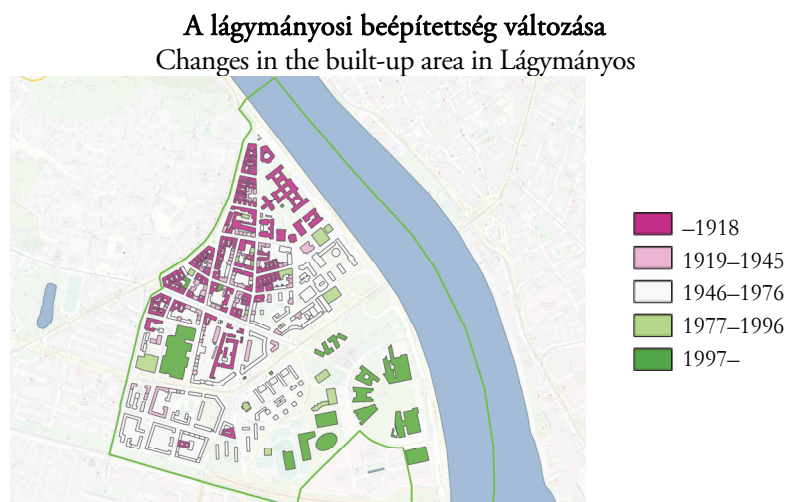 A lágymányosi beépítettség változása
Changes in the built-up area in Lágymányos
–1918
1919–1945
1946–1976
1977–1996
1997–